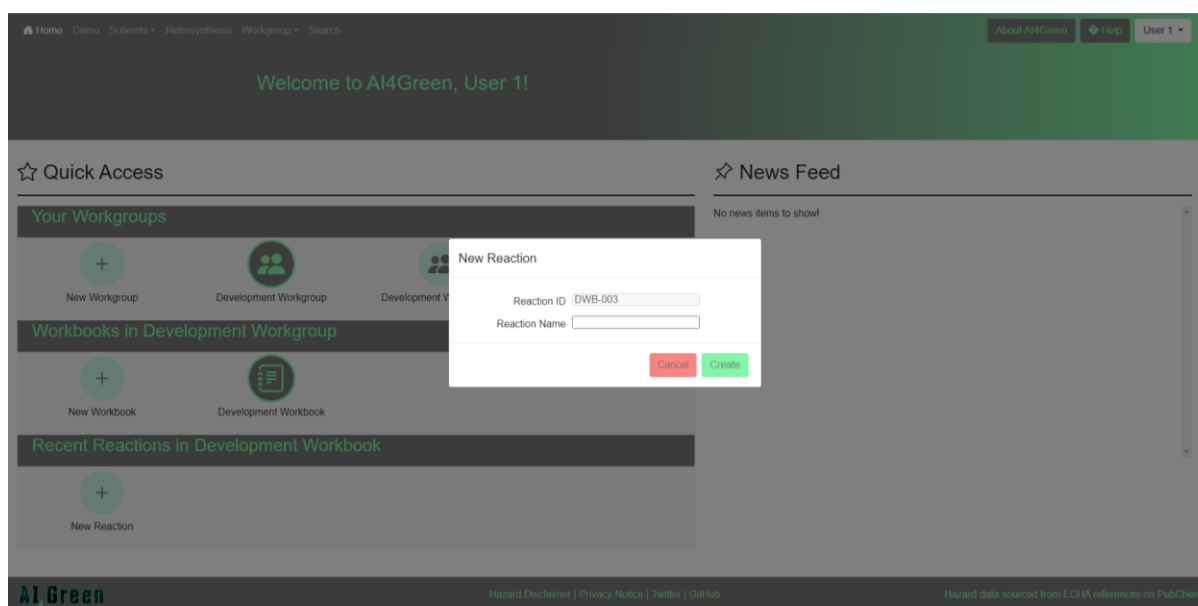 Home Demo Solvents Retrosynthesis Workgroup Search About AI4Green Help User 1
Welcome to AI4Green, User 1!
Quick Access
News Feed
Your Workgroups
No news items to show!
New Workgroup Development Workgroup Development W
New Reaction
Reaction ID DWB-003
Reaction Name
Cancel Create
Workbooks in Development Workgroup
New Workbook Development Workbook
Recent Reactions in Development Workbook
New Reaction
AI4Green Hazard Disclaimer | Privacy Notice | Twitter | GitHub Hazard data sourced from ECHA references on PubChem